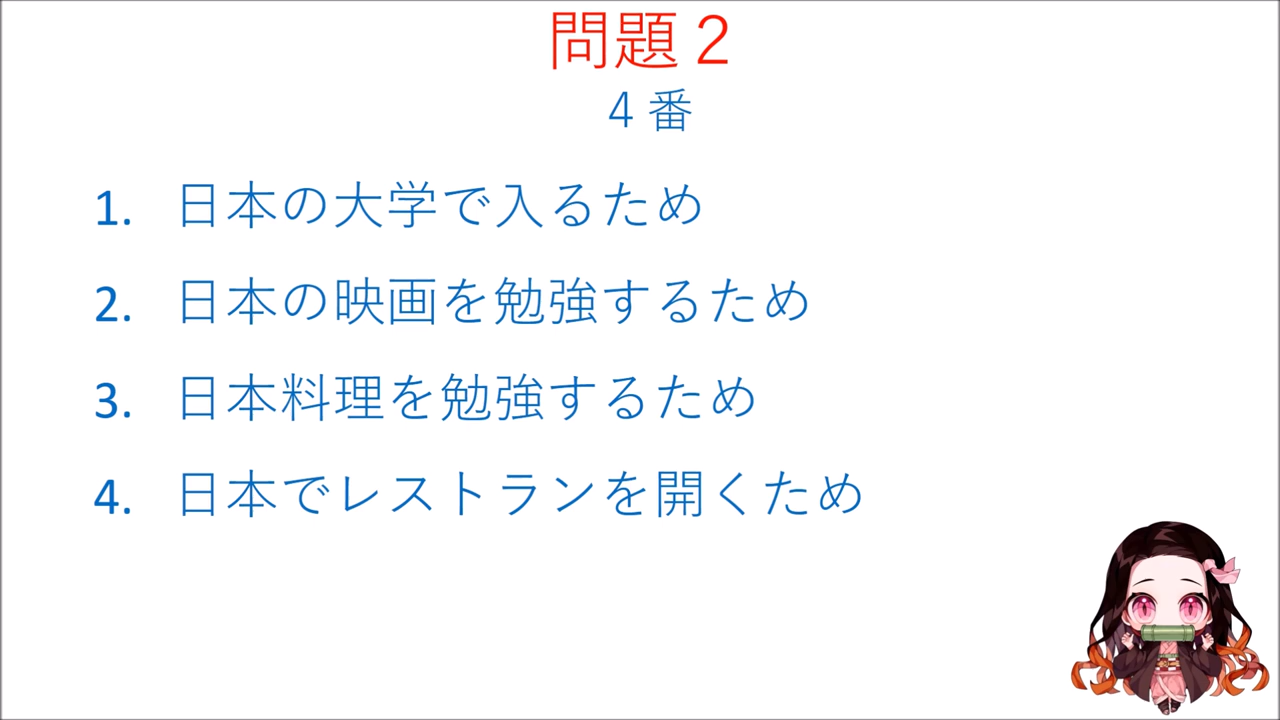 問題２
４番
1. 日本の大学で入るため
2. 日本の映画を勉強するため
3. 日本料理を勉強するため
4. 日本でレストランを開くため